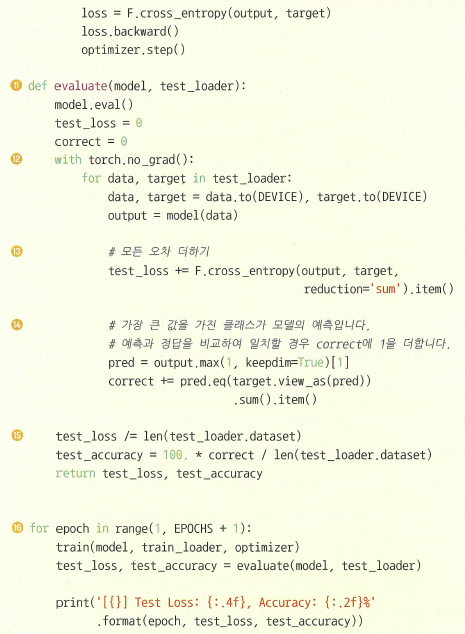 loss = F.cross_entropy(output, target)
loss.backward()
optimizer.step()
⓫ def evaluate(model, test_loader):
model.eval()
test_loss = 0
correct = 0
⓬ with torch.no_grad():
for data, target in test_loader:
data, target = data.to(DEVICE), target.to(DEVICE)
output = model(data)
⓭ # 모든 오차 더하기
test_loss += F.cross_entropy(output, target,
reduction='sum').item()
⓮ # 가장 큰 값을 가진 클래스가 모델의 예측입니다.
# 예측과 정답을 비교하여 일치할 경우 correct에 1을 더합니다.
pred = output.max(1, keepdim=True)[1]
correct += pred.eq(target.view_as(pred))
.sum().item()
⓯ test_loss /= len(test_loader.dataset)
test_accuracy = 100. * correct / len(test_loader.dataset)
return test_loss, test_accuracy
⓰ for epoch in range(1, EPOCHS + 1):
train(model, train_loader, optimizer)
test_loss, test_accuracy = evaluate(model, test_loader)
print('[{}] Test Loss: {:.4f}, Accuracy: {:.2f}%'
.format(epoch, test_loss, test_accuracy))